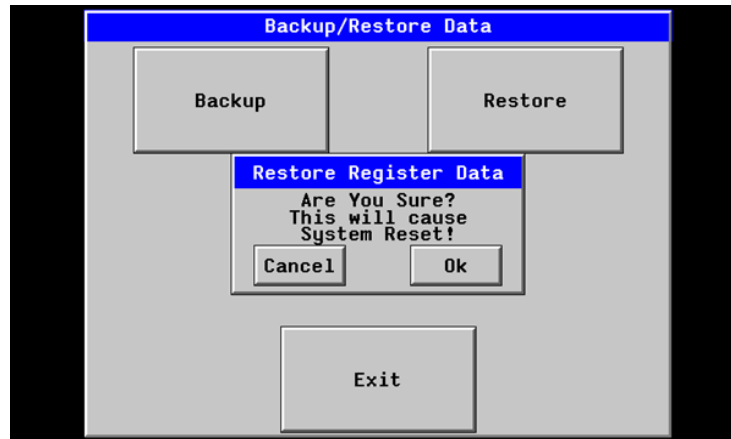 Backup/Restore Data
Backup
Restore
Restore Register Data
Are You Sure?
This will cause
System Reset!
Cancel
Ok
Exit